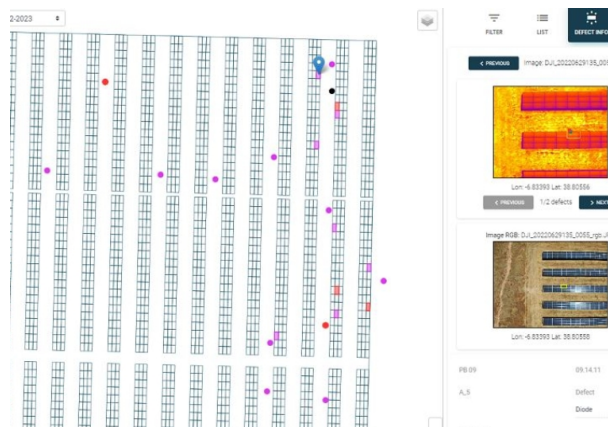 2-2023
FILTER
LIST
DEFECT INFO
< PREVIOUS
Image: DJI_20220629135_005
Lon: -6.83393 Lat: 38.80556
< PREVIOUS
1/2 defects
> NEXT
Image RGB: DJI_20220629135_0055_rgb.J
Lon: -6.83393 Lat: 38.80558
PB.09
09.14.11
A_5
Defect
Diode